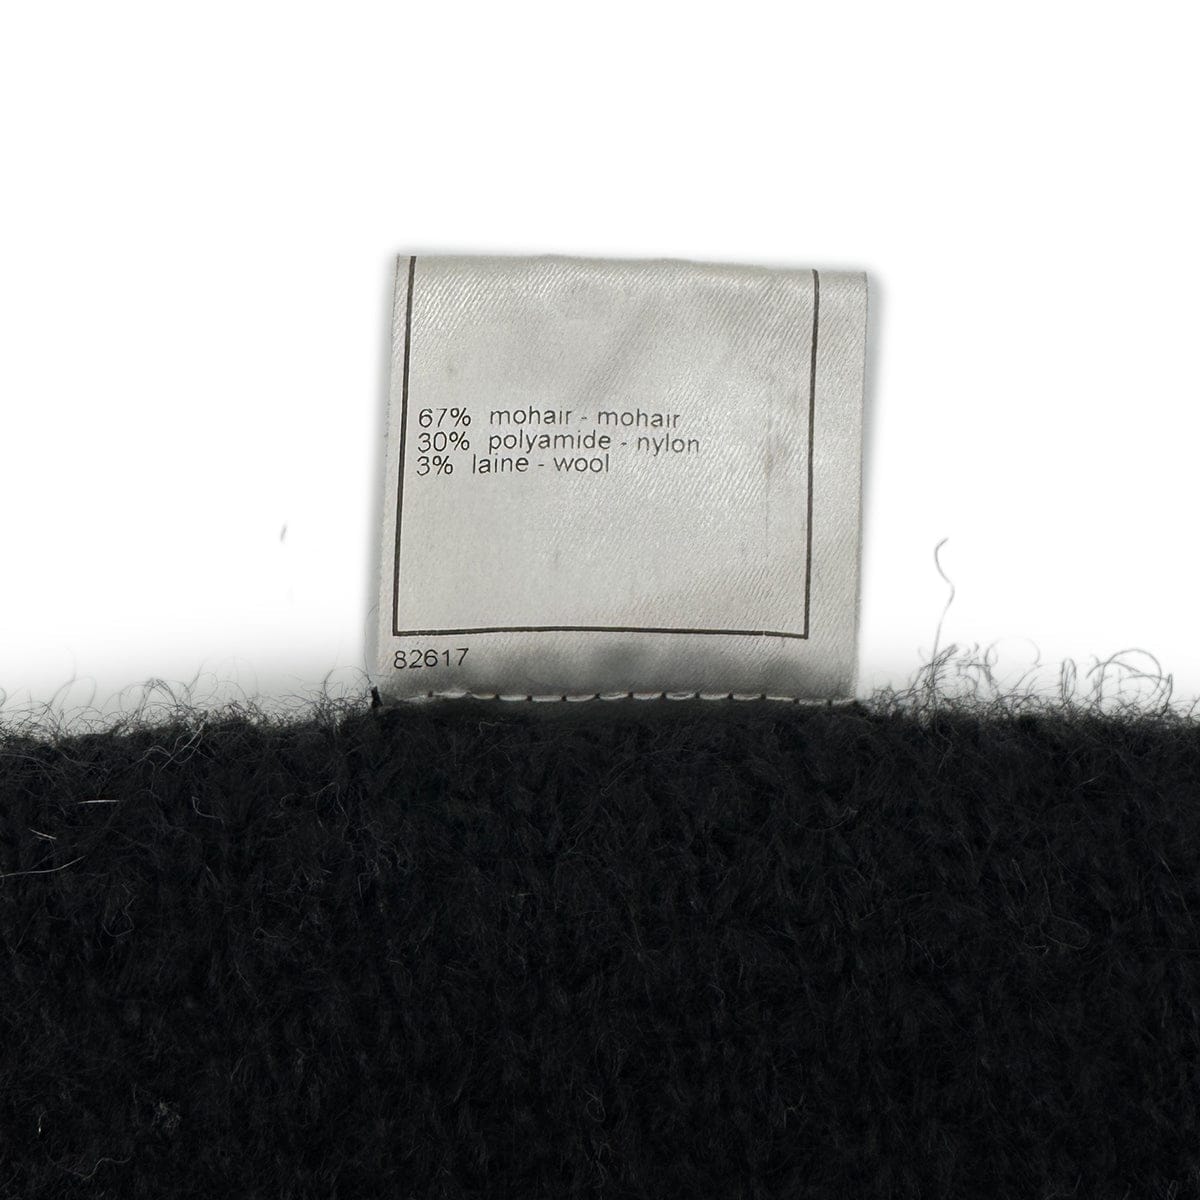 67% mohair - mohair
30% polyamide - nylon
3% laine - wool
82617